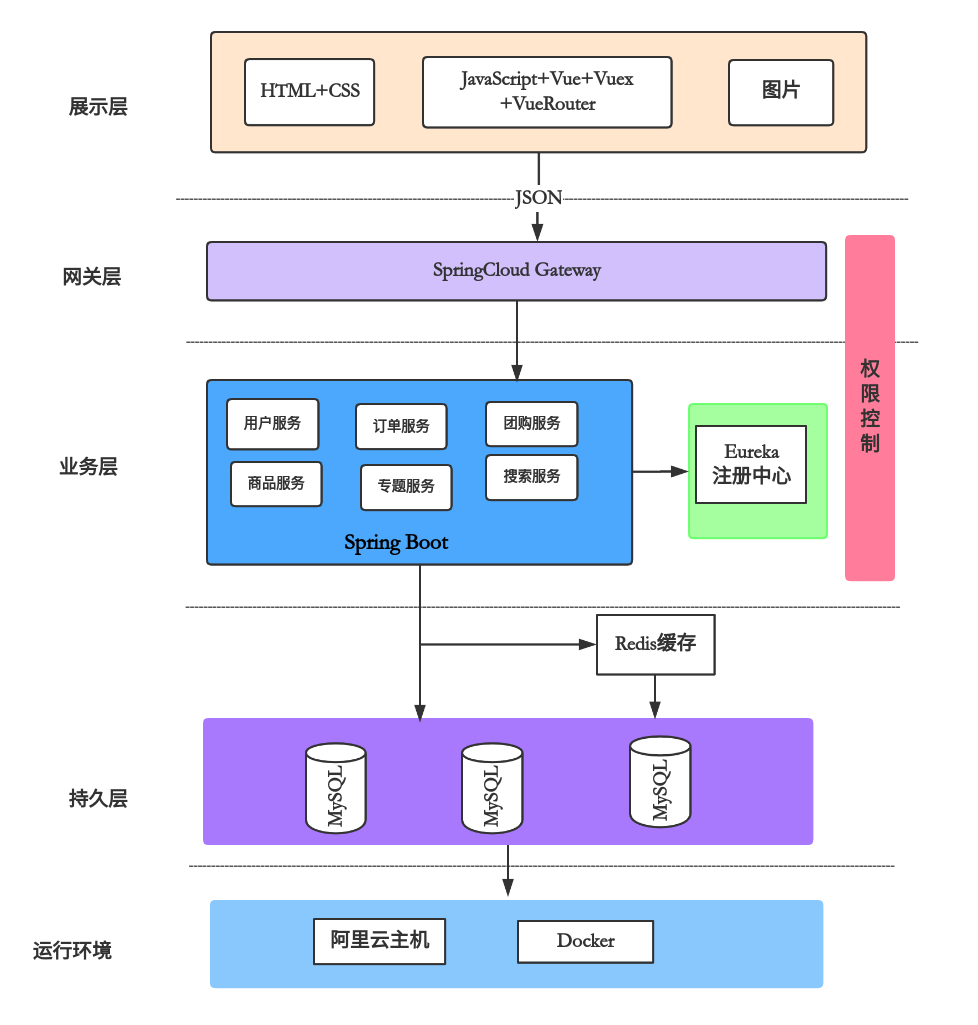 展示层
HTML+CSS
JavaScript+Vue+Vuex
+VueRouter
图片
JSON
网关层
SpringCloud Gateway
权
限
控
制
业务层
用户服务
订单服务
团购服务
商品服务
专题服务
搜索服务
Spring Boot
Eureka
注册中心
Redis缓存
持久层
MySQL
MySQL
MySQL
运行环境
阿里云主机
Docker